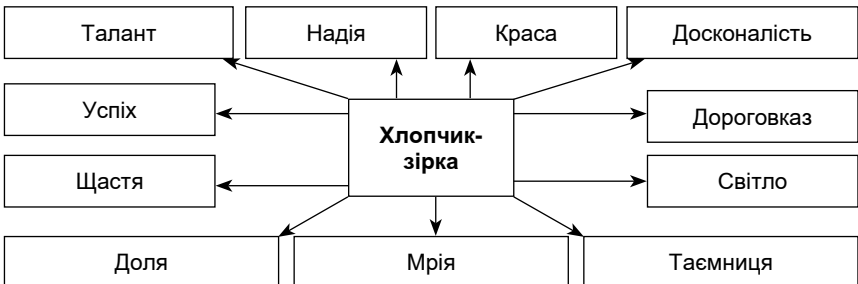 Талант
Надія
Краса
Досконалість
Успіх
Хлопчик-
зірка
Дороговказ
Щастя
Світло
Доля
Мрія
Таємниця